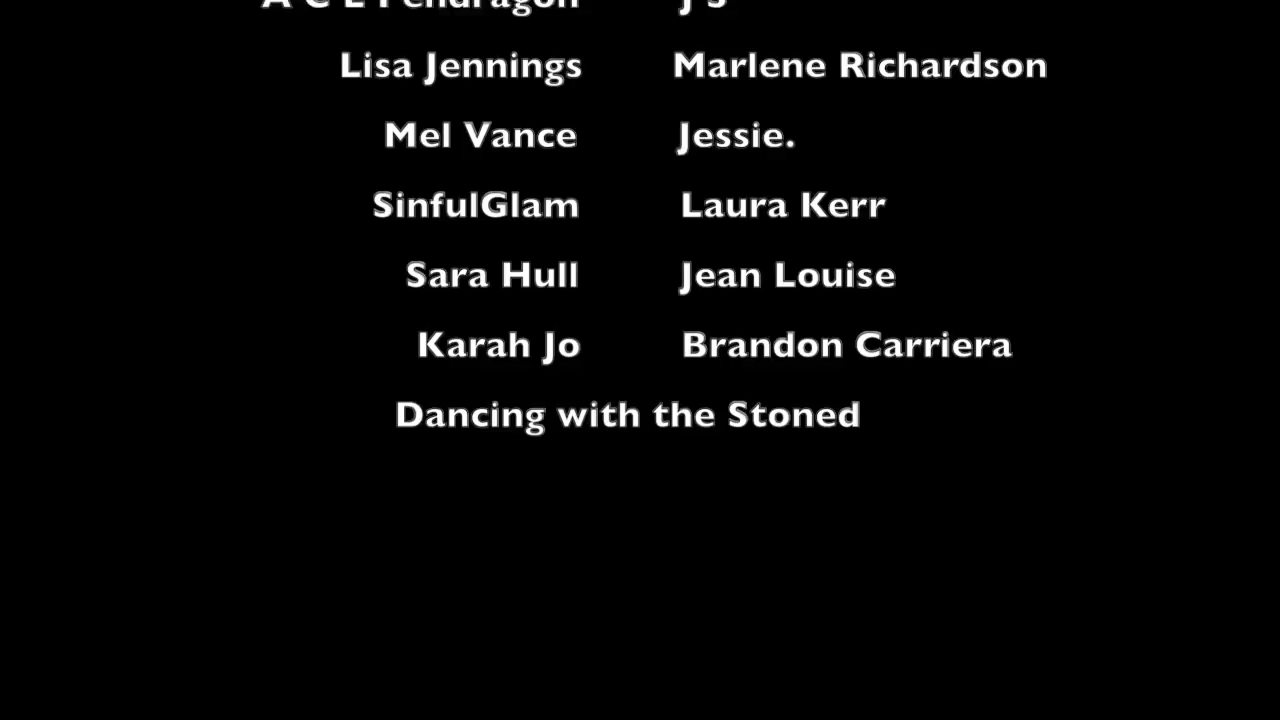 A C E Pendragon J S
Lisa Jennings Marlene Richardson
Mel Vance Jessie.
SinfulGlam Laura Kerr
Sara Hull Jean Louise
Karah Jo Brandon Carriera
Dancing with the Stoned